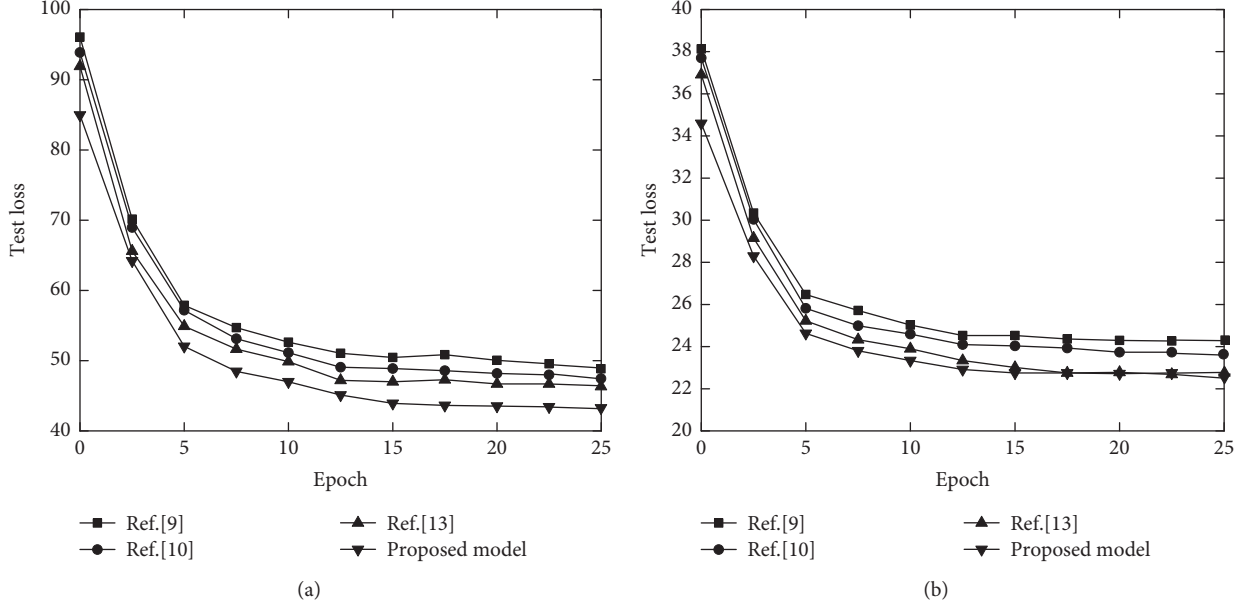 100
90
80
70
60
50
40
Test loss
0
5
10
15
20
25
Epoch
Ref.[9]
Ref.[10]
Ref.[13]
Proposed model
(a)
40
38
36
34
32
30
28
26
24
22
20
Test loss
0
5
10
15
20
25
Epoch
Ref.[9]
Ref.[10]
Ref.[13]
Proposed model
(b)